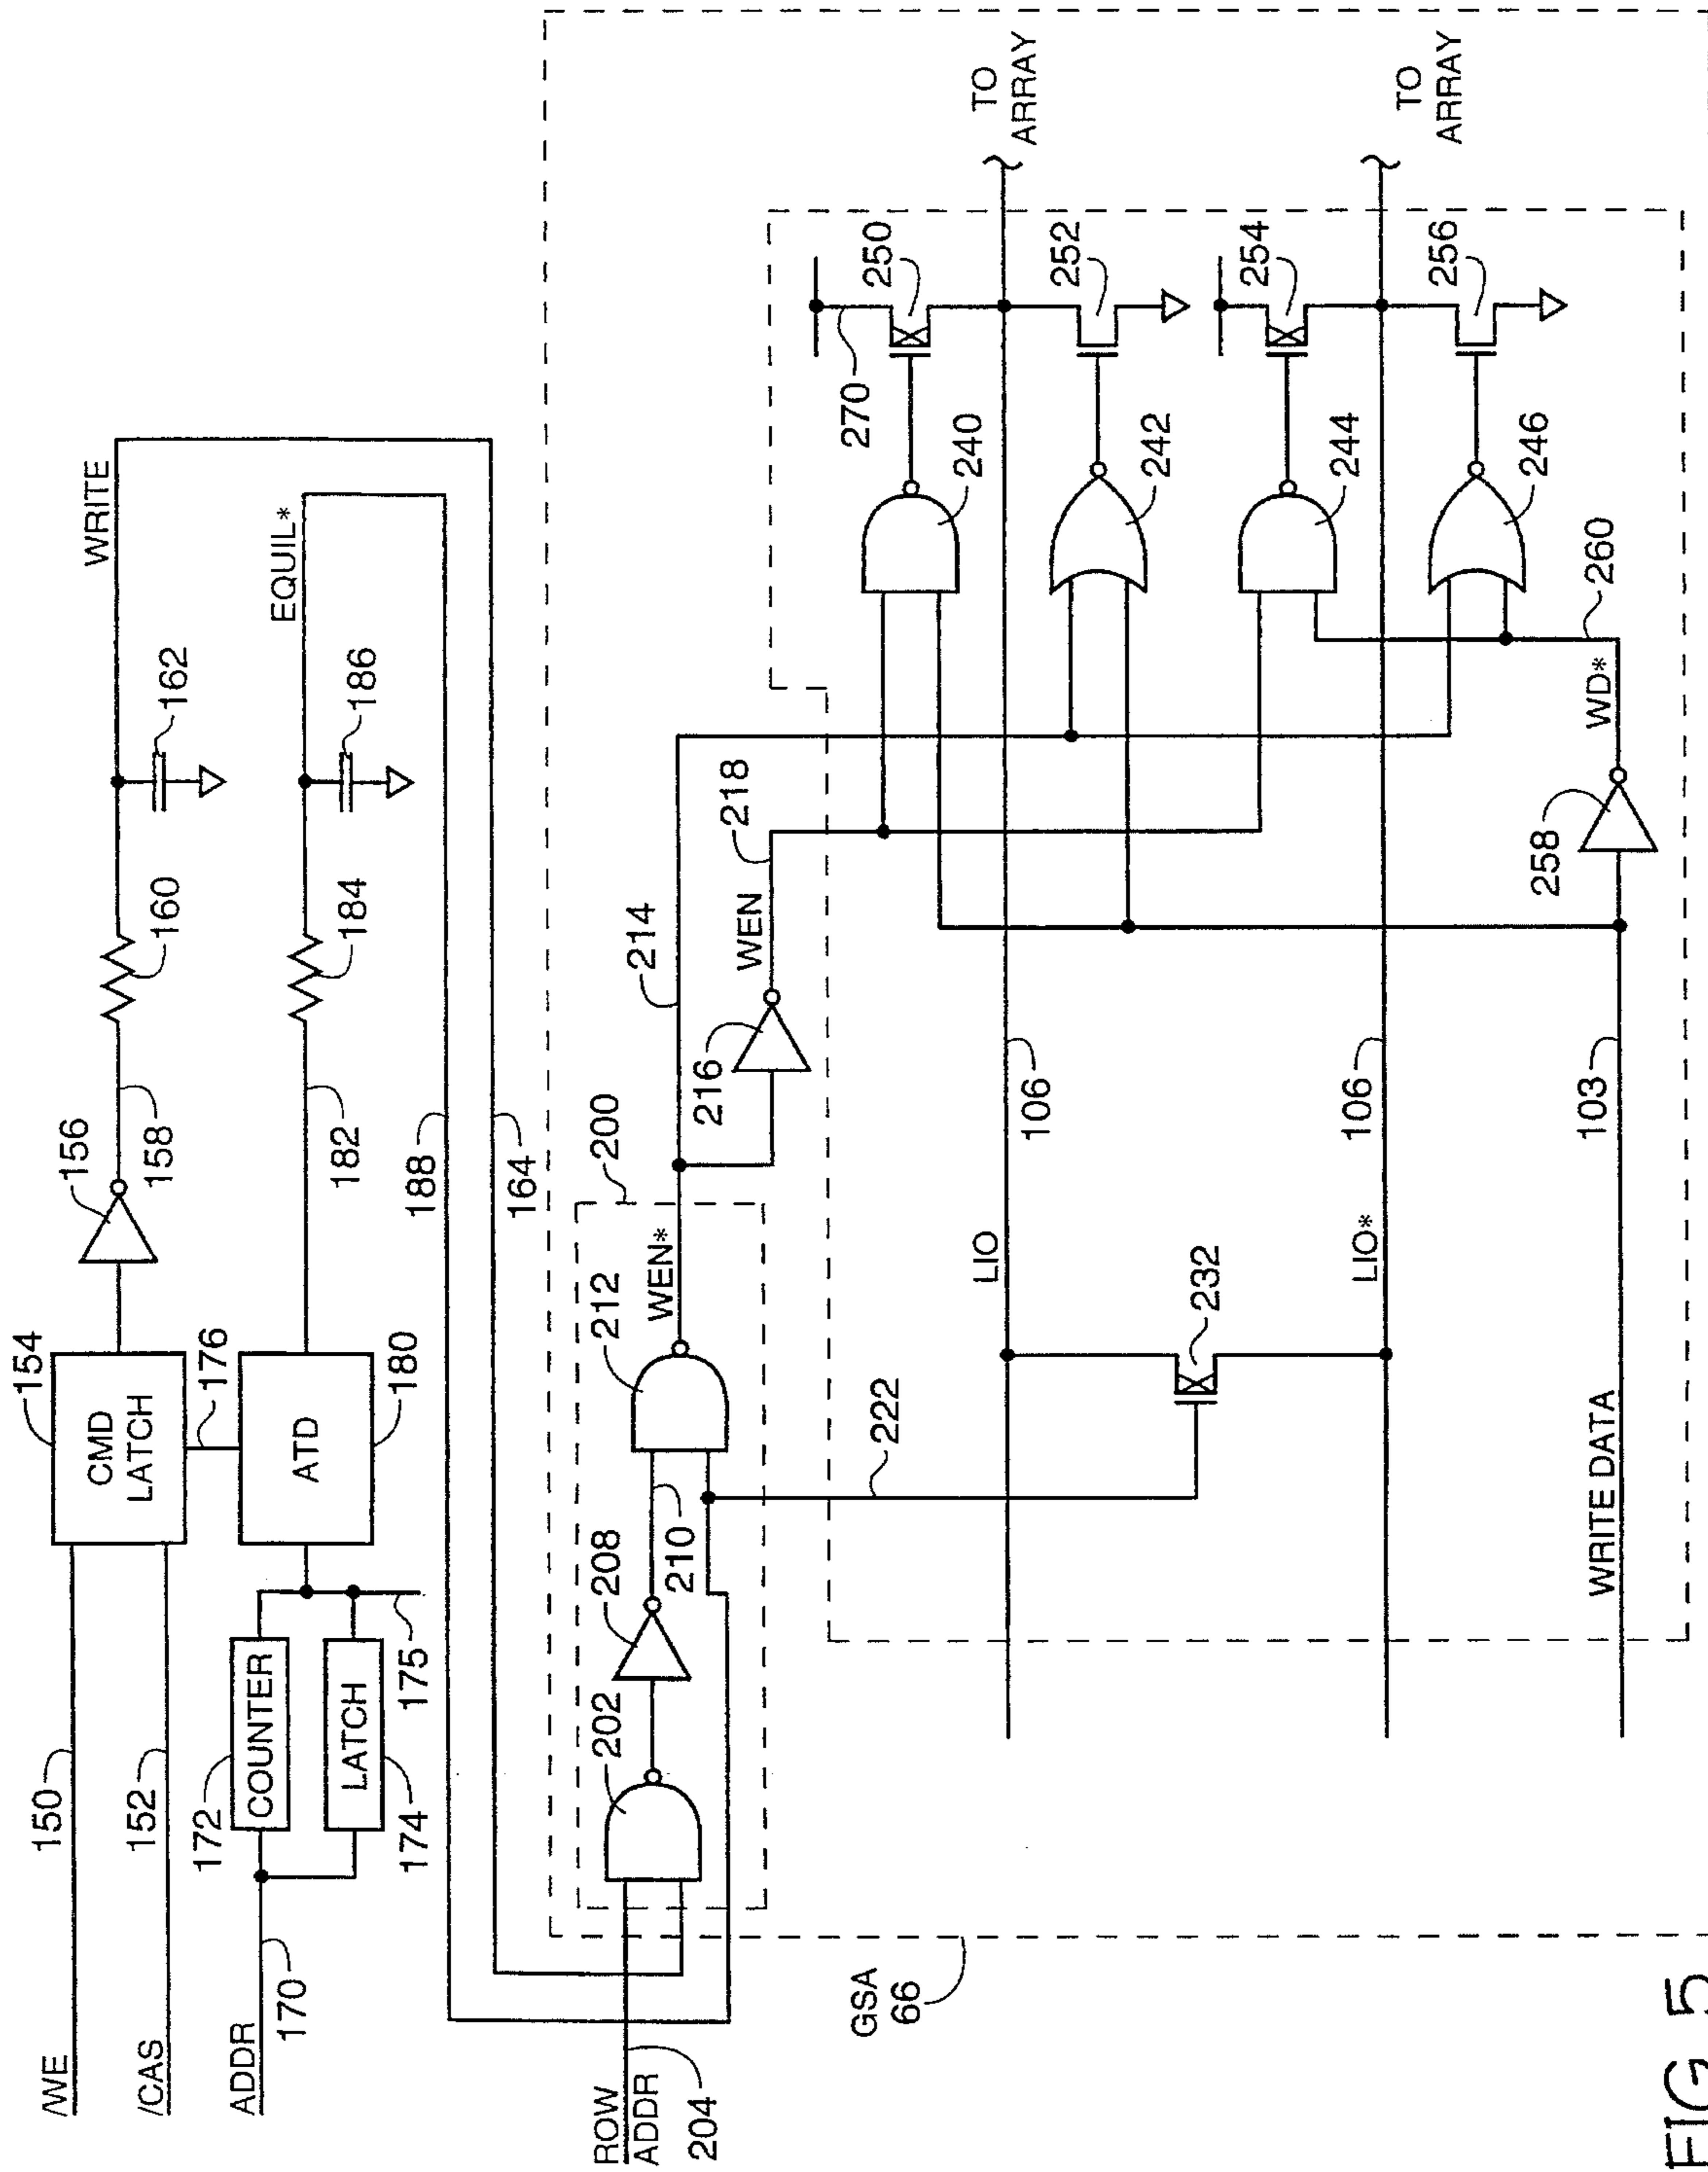 /WE
150
/CAS
152
ADDR
170
172
COUNTER
LATCH
174
175
CMD
LATCH
154
176
ATD
180
156
158
182
160
184
162
186
WRITE
EQUIL*
188
164
ROW
ADDR
204
GSA
66
200
202
208
210
212
WEN*
214
216
WEN
218
222
LIO
106
232
LIO*
106
WRITE DATA
103
258
WD*
260
240
242
244
246
270
250
252
254
256
TO
ARRAY
TO
ARRAY
FIG. 5